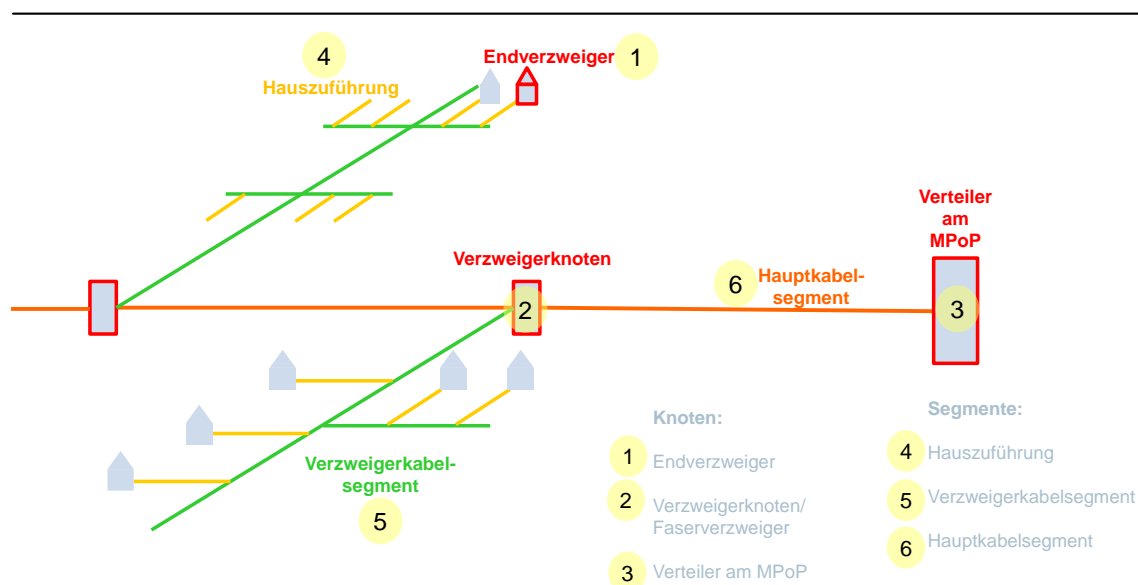 4
Endverzweiger
1
Hauszuführung
Verteiler
am
MPoP
Verzweigerknoten
6
Hauptkabel-
segment
2
3
Verzweigerkabel-
segment
5
Knoten:
1
Endverzweiger
2
Verzweigerknoten/
Faserverzweiger
3
Verteiler am MPoP
Segmente:
4
Hauszuführung
5
Verzweigerkabelsegment
6
Hauptkabelsegment